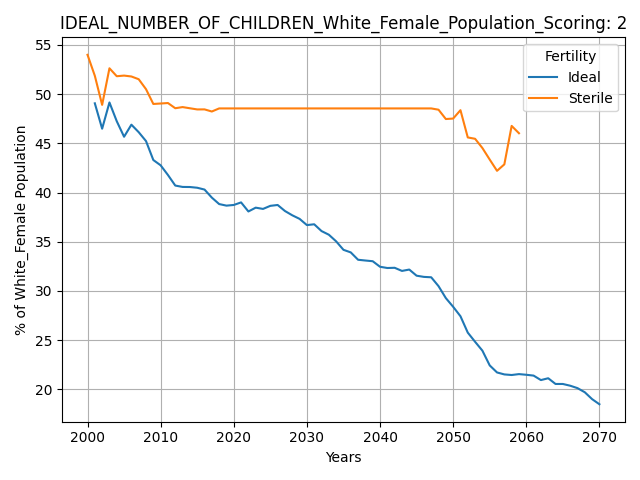 IDEAL_NUMBER_OF_CHILDREN_White_Female_Population_Scoring: 2
% of White_Female Population
55
50
45
40
35
30
25
20
Fertility
Ideal
Sterile
2000 2010 2020 2030 2040 2050 2060 2070
Years